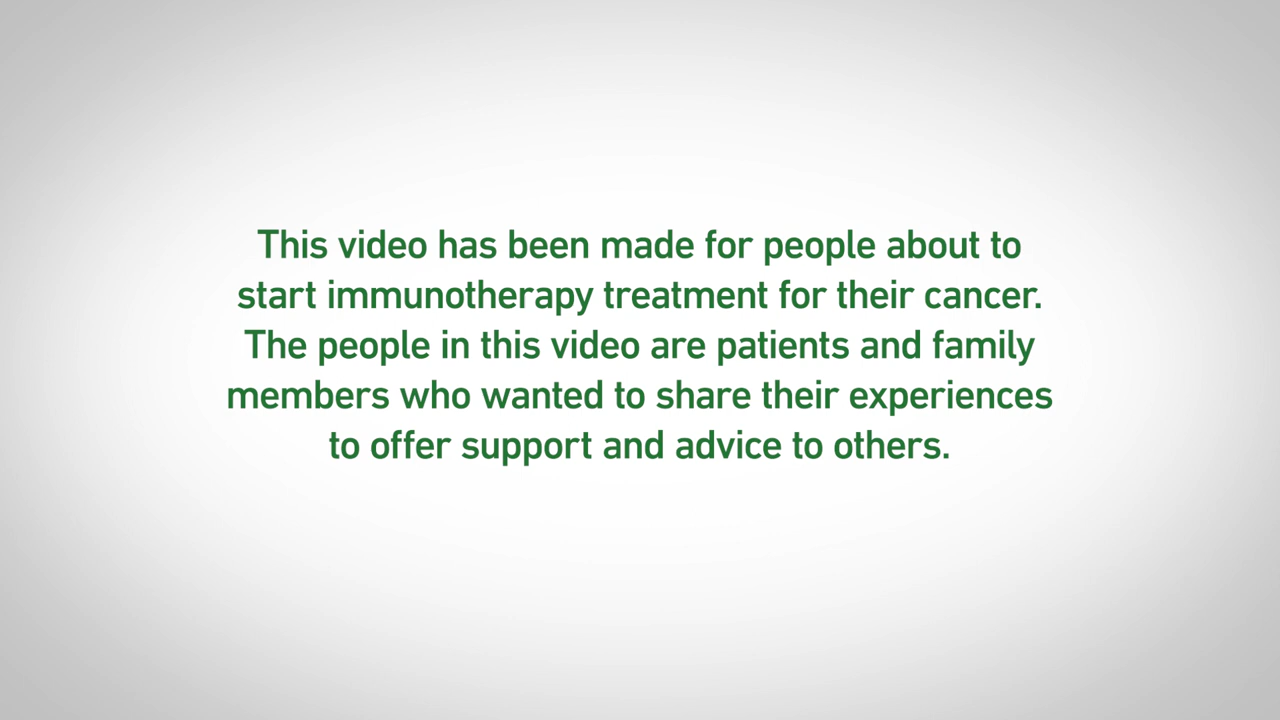 This video has been made for people about to
start immunotherapy treatment for their cancer.
The people in this video are patients and family
members who wanted to share their experiences
to offer support and advice to others.